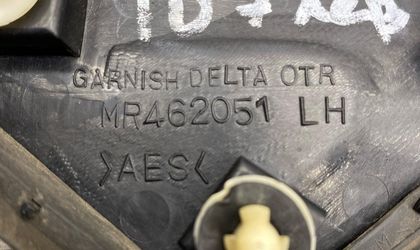 GARNISH DELTA OTR
MR462051 LH
>AES<